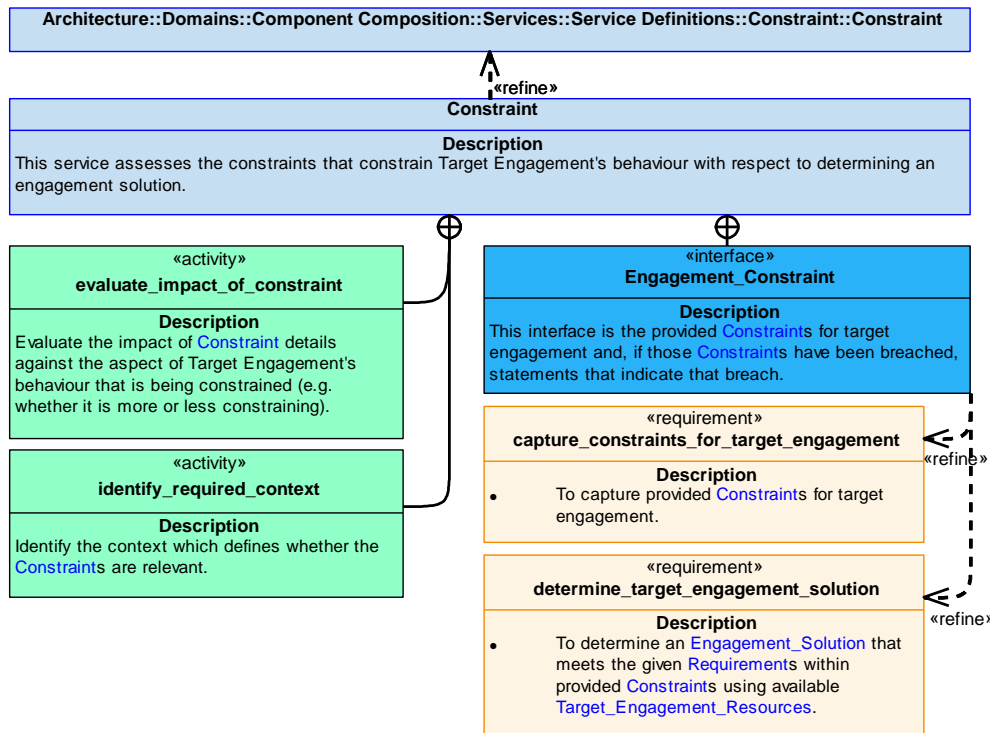 Architecture::Domains::Component Composition::Services::Service Definitions::Constraint::Constraint
«refine»
Constraint
Description
This service assesses the constraints that constrain Target Engagement's behaviour with respect to determining an
engagement solution.
«activity»
evaluate_impact_of_constraint
Description
Evaluate the impact of Constraint details
against the aspect of Target Engagement's
behaviour that is being constrained (e.g.
whether it is more or less constraining).
«activity»
identify_required_context
Description
Identify the context which defines whether the
Constraints are relevant.
«interface»
Engagement_Constraint
Description
This interface is the provided Constraints for target
engagement and, if those Constraints have been breached,
statements that indicate that breach.
«requirement»
capture_constraints_for_target_engagement
«refine»
Description
• To capture provided Constraints for target
engagement.
«requirement»
determine_target_engagement_solution
«refine»
Description
• To determine an Engagement_Solution that
meets the given Requirements within
provided Constraints using available
Target_Engagement_Resources.